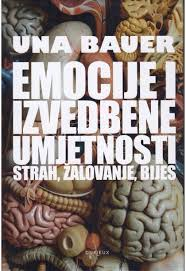 UNA BAUER
EMOCIJE I
IZVEDBENE
UMJETNOSTI
STRAH, ŽALOVANJE, BIJES